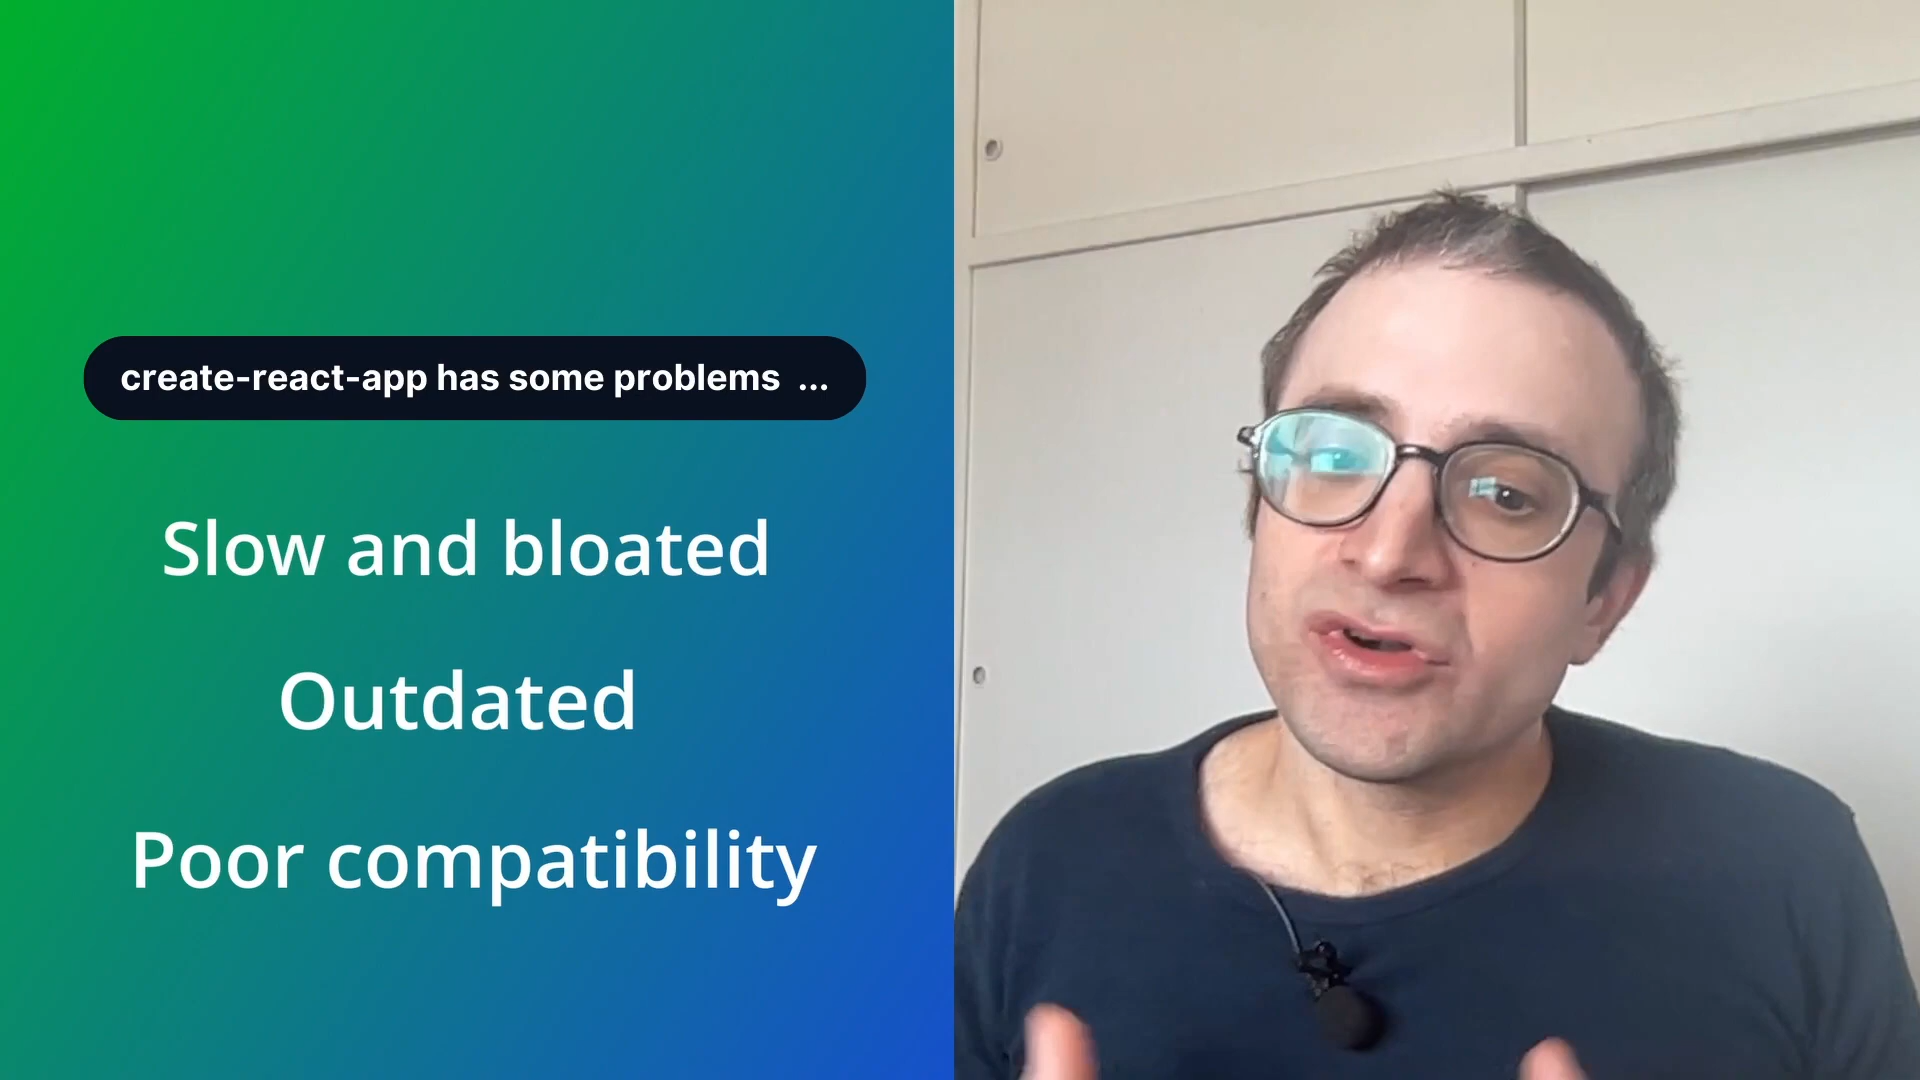 create-react-app has some problems ...
Slow and bloated
Outdated
Poor compatibility